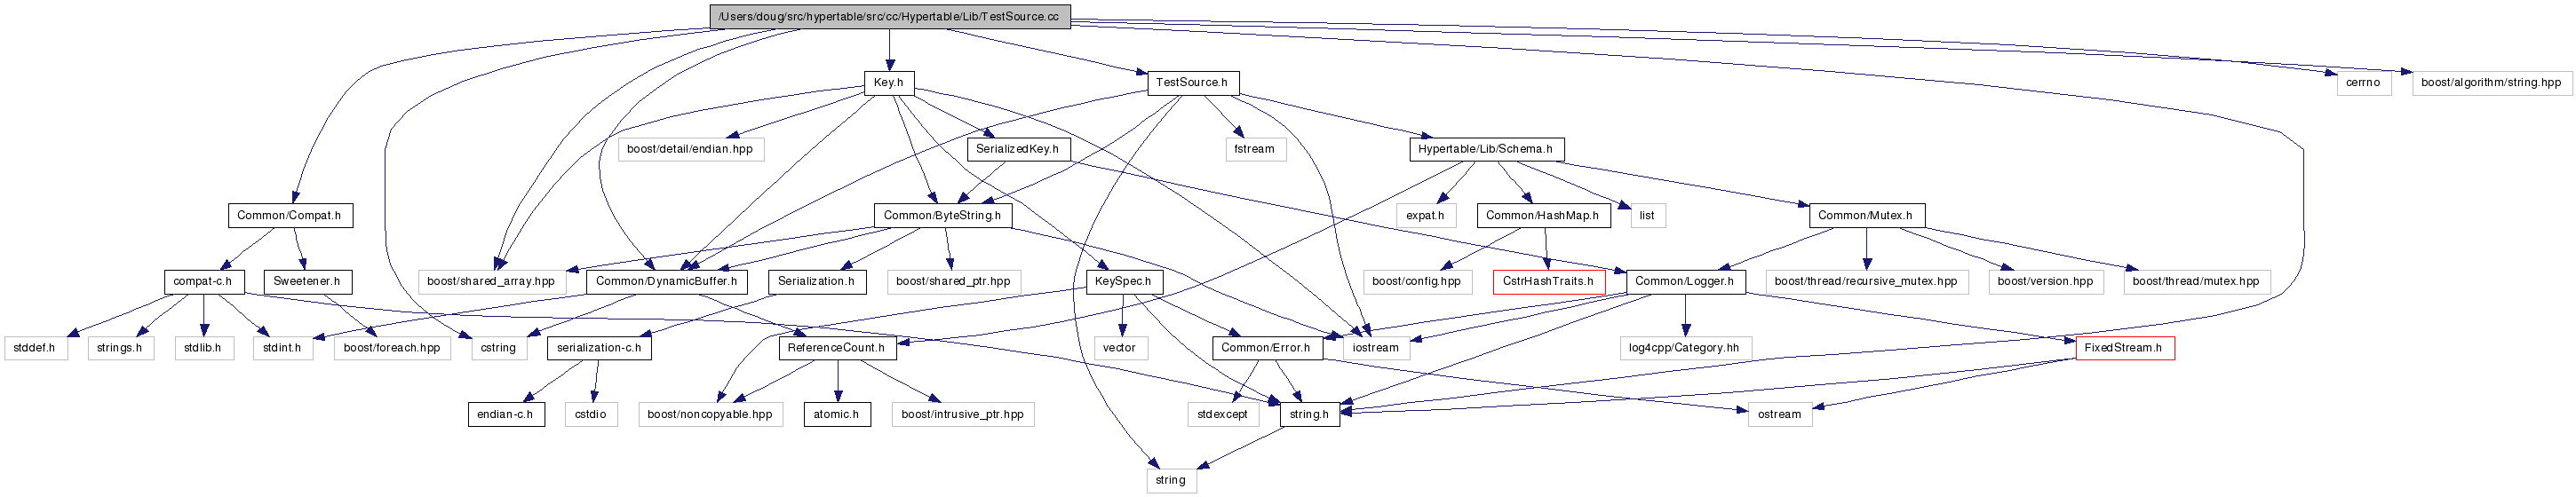 /Users/doug/src/hypertable/src/cc/Hypertable/Lib/TestSource.cc
Key.h
TestSource.h
cerrno
boost/algorithm/string.hpp
boost/detail/endian.hpp
SerializedKey.h
fstream
Hypertable/Lib/Schema.h
Common/Compat.h
Common/ByteString.h
expat.h
Common/HashMap.h
list
Common/Mutex.h
compat-c.h
Sweetener.h
boost/shared_array.hpp
Common/DynamicBuffer.h
Serialization.h
boost/shared_ptr.hpp
KeySpec.h
boost/config.hpp
CstrHashTraits.h
Common/Logger.h
boost/thread/recursive_mutex.hpp
boost/version.hpp
boost/thread/mutex.hpp
stddef.h
strings.h
stdlib.h
stdint.h
boost/foreach.hpp
cstring
serialization-c.h
ReferenceCount.h
vector
Common/Error.h
iostream
log4cpp/Category.hh
FixedStream.h
endian-c.h
cstdio
boost/noncopyable.hpp
atomic.h
boost/intrusive_ptr.hpp
stdexcept
string.h
ostream
string